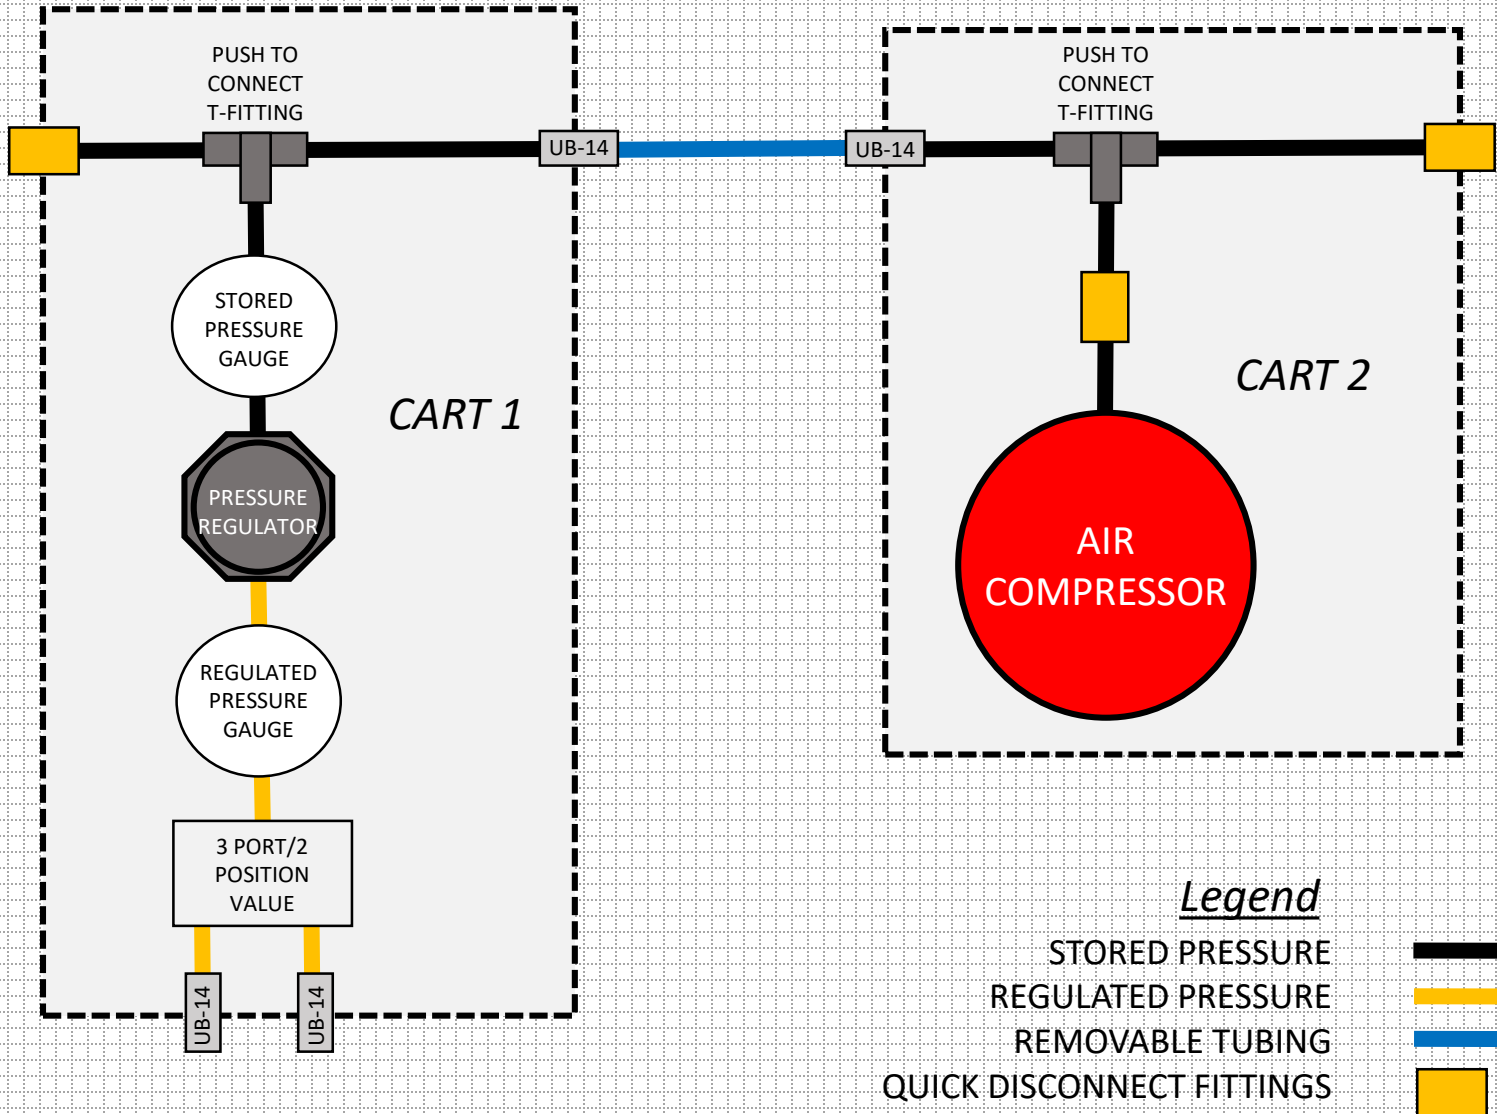 PUSH TO
CONNECT
T-FITTING
UB-14
STORED
PRESSURE
GAUGE
CART 1
PRESSURE
REGULATOR
REGULATED
PRESSURE
GAUGE
3 PORT/2
POSITION
VALUE
UB-14
UB-14
PUSH TO
CONNECT
T-FITTING
UB-14
CART 2
AIR
COMPRESSOR
Legend
STORED PRESSURE
REGULATED PRESSURE
REMOVABLE TUBING
QUICK DISCONNECT FITTINGS